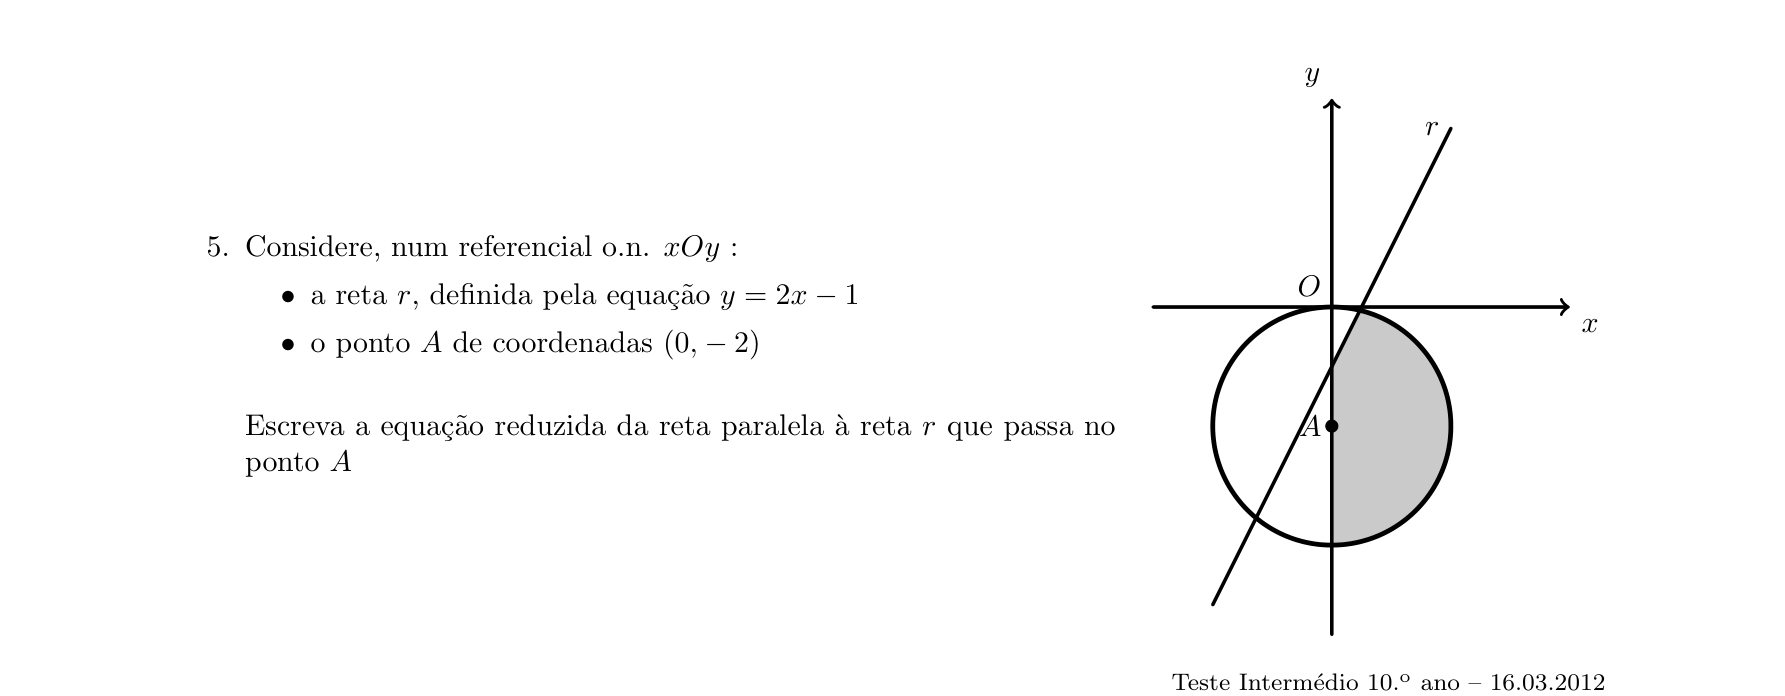 5. Considere, num referencial o.n. xOy :
• a reta r, definida pela equação y = 2x − 1
• o ponto A de coordenadas (0, − 2)
Escreva a equação reduzida da reta paralela à reta r que passa no
ponto A
y
r
O
x
A
Teste Intermédio 10.º ano – 16.03.2012